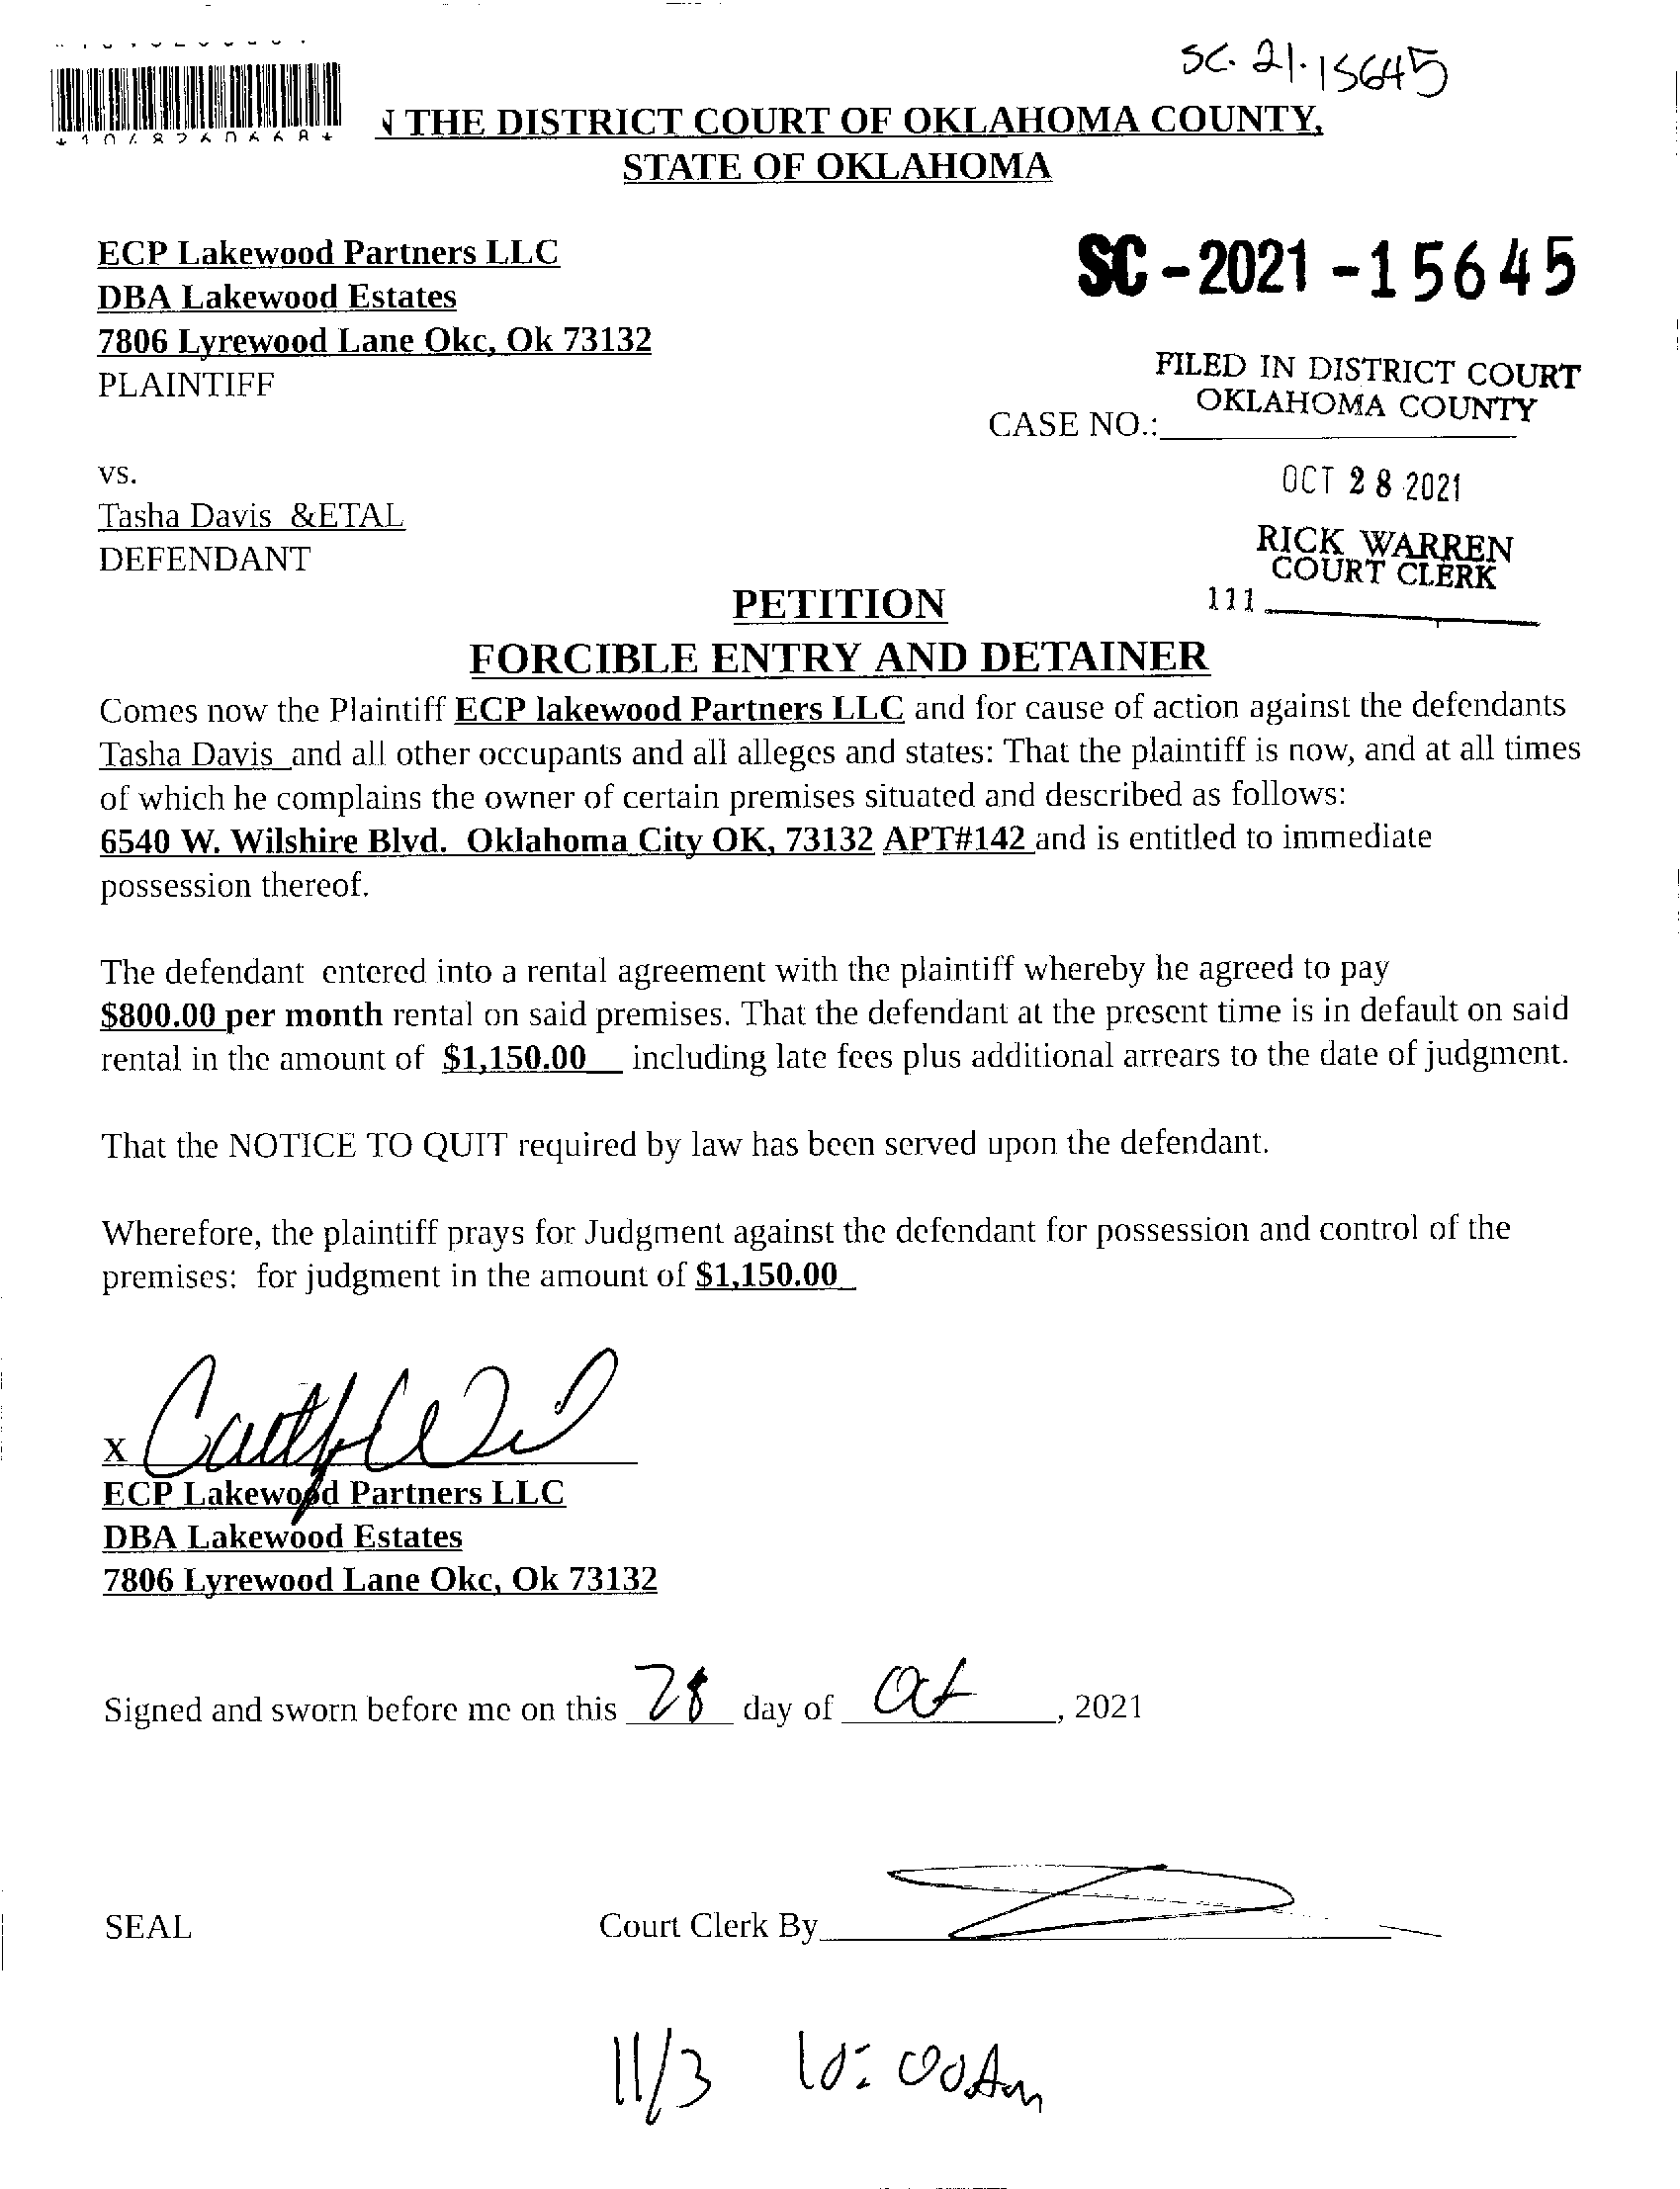 SC. 21. 15645
THE DISTRICT COURT OF OKLAHOMA COUNTY,
STATE OF OKLAHOMA
ECP Lakewood Partners LLC
DBA Lakewood Estates
7806 Lyrewood Lane Okc, Ok 73132
PLAINTIFF
SC-2021-15645
FILED IN DISTRICT COURT
OKLAHOMA COUNTY
CASE NO.:
vs.
OCT 28 2021
Tasha Davis &ETAL
DEFENDANT
RICK WARREN
COURT CLERK
111
PETITION
FORCIBLE ENTRY AND DETAINER
Comes now the Plaintiff ECP lakewood Partners LLC and for cause of action against the defendants
Tasha Davis and all other occupants and all alleges and states: That the plaintiff is now, and at all times
of which he complains the owner of certain premises situated and described as follows:
6540 W. Wilshire Blvd. Oklahoma City OK, 73132 APT#142 and is entitled to immediate
possession thereof.
The defendant entered into a rental agreement with the plaintiff whereby he agreed to pay
$800.00 per month rental on said premises. That the defendant at the present time is in default on said
rental in the amount of $1,150.00 including late fees plus additional arrears to the date of judgment.
That the NOTICE TO QUIT required by law has been served upon the defendant.
Wherefore, the plaintiff prays for Judgment against the defendant for possession and control of the
premises: for judgment in the amount of $1,150.00
X
ECP Lakewood Partners LLC
DBA Lakewood Estates
7806 Lyrewood Lane Okc, Ok 73132
Signed and sworn before me on this 28 day of Oct, 2021
SEAL
Court Clerk By
11/3 10:00Am